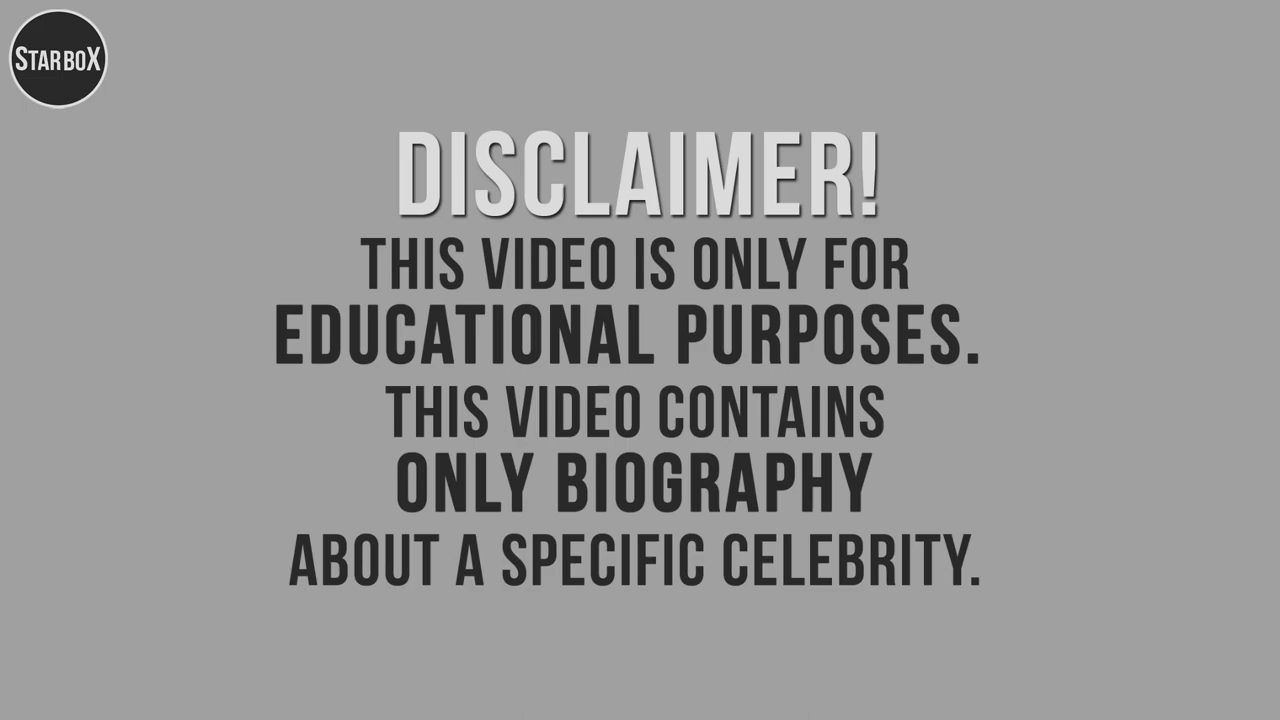 STARBOX
DISCLAIMER!
THIS VIDEO IS ONLY FOR
EDUCATIONAL PURPOSES.
THIS VIDEO CONTAINS
ONLY BIOGRAPHY
ABOUT A SPECIFIC CELEBRITY.